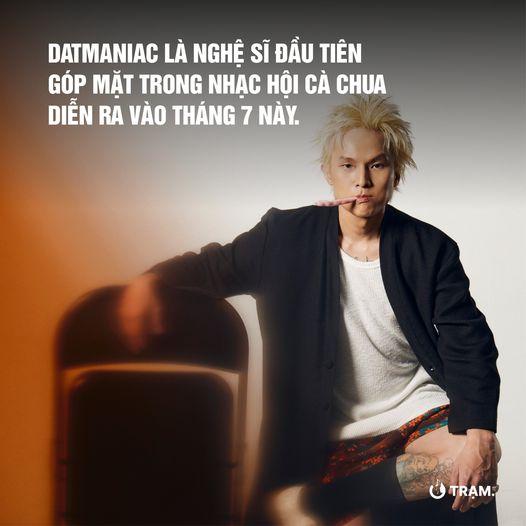 DATMANIAC LÀ NGHỆ SĨ ĐẦU TIÊN
GÓP MẶT TRONG NHẠC HỘI CÀ CHUA
DIỄN RA VÀO THÁNG 7 NÀY.
TRẠM.